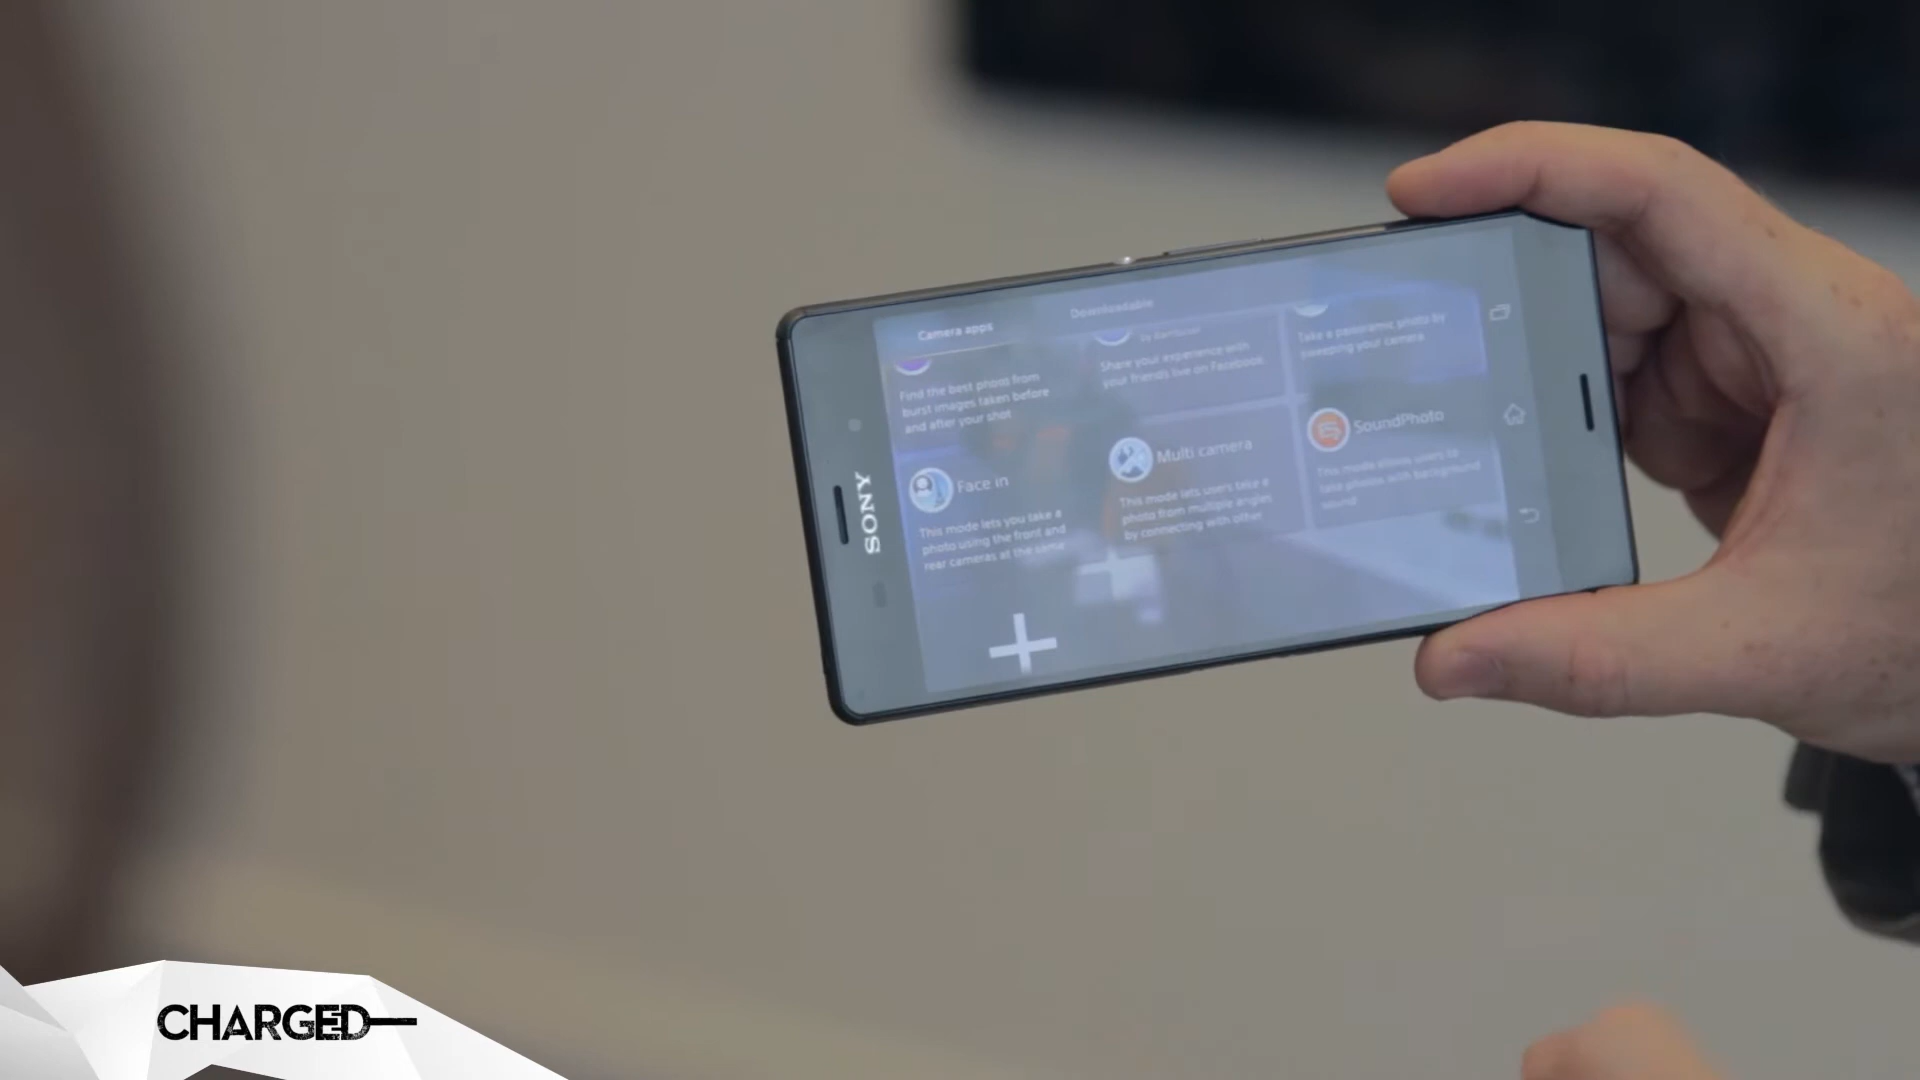 Camera apps
Downloadable
Find the best photo from
burst images taken before
and after your shot
Share your experience with
your friends live on Facebook
Take a panoramic photo by
sweeping your camera
Face in
This mode lets you take a
photo using the front and
rear cameras at the same
Multi camera
This mode lets users take a
photo from multiple angles
by connecting with other
SoundPhoto
This mode allows users to
take photos with background
sound
SONY
CHARGED